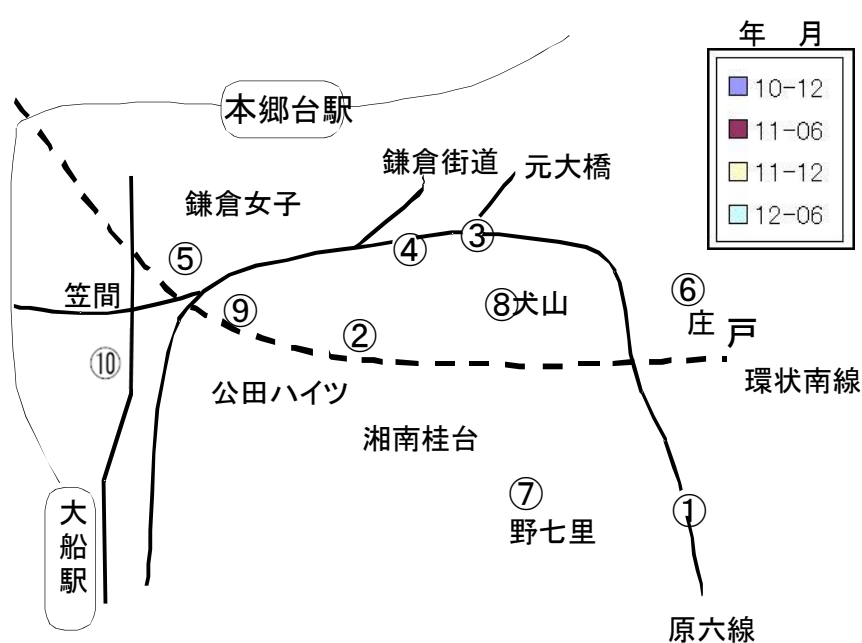 年 月
10-12
11-06
11-12
12-06
本郷台駅
鎌倉街道
元大橋
鎌倉女子
③
④
⑤
⑥
笠間
⑧犬山
⑨
庄戸
②
⑩
環状南線
公田ハイツ
湘南桂台
⑦
①
大船駅
野七里
原六線